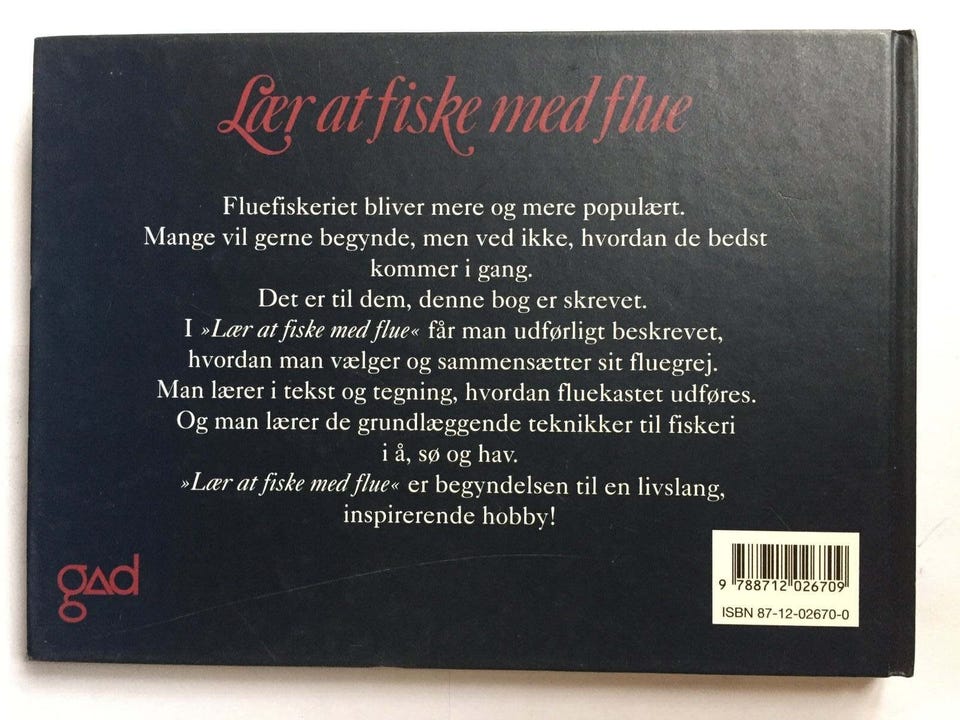 Lær at fiske med flue
Fluefiskeriet bliver mere og mere populært.
Mange vil gerne begynde, men ved ikke, hvordan de bedst
kommer i gang.
Det er til dem, denne bog er skrevet.
I »Lær at fiske med flue« får man udførligt beskrevet,
hvordan man vælger og sammensætter sit fluegrej.
Man lærer i tekst og tegning, hvordan fluekastet udføres.
Og man lærer de grundlæggende teknikker til fiskeri
i å, sø og hav.
»Lær at fiske med flue« er begyndelsen til en livslang,
inspirerende hobby!
gad
9 788712 026709
ISBN 87-12-02670-0